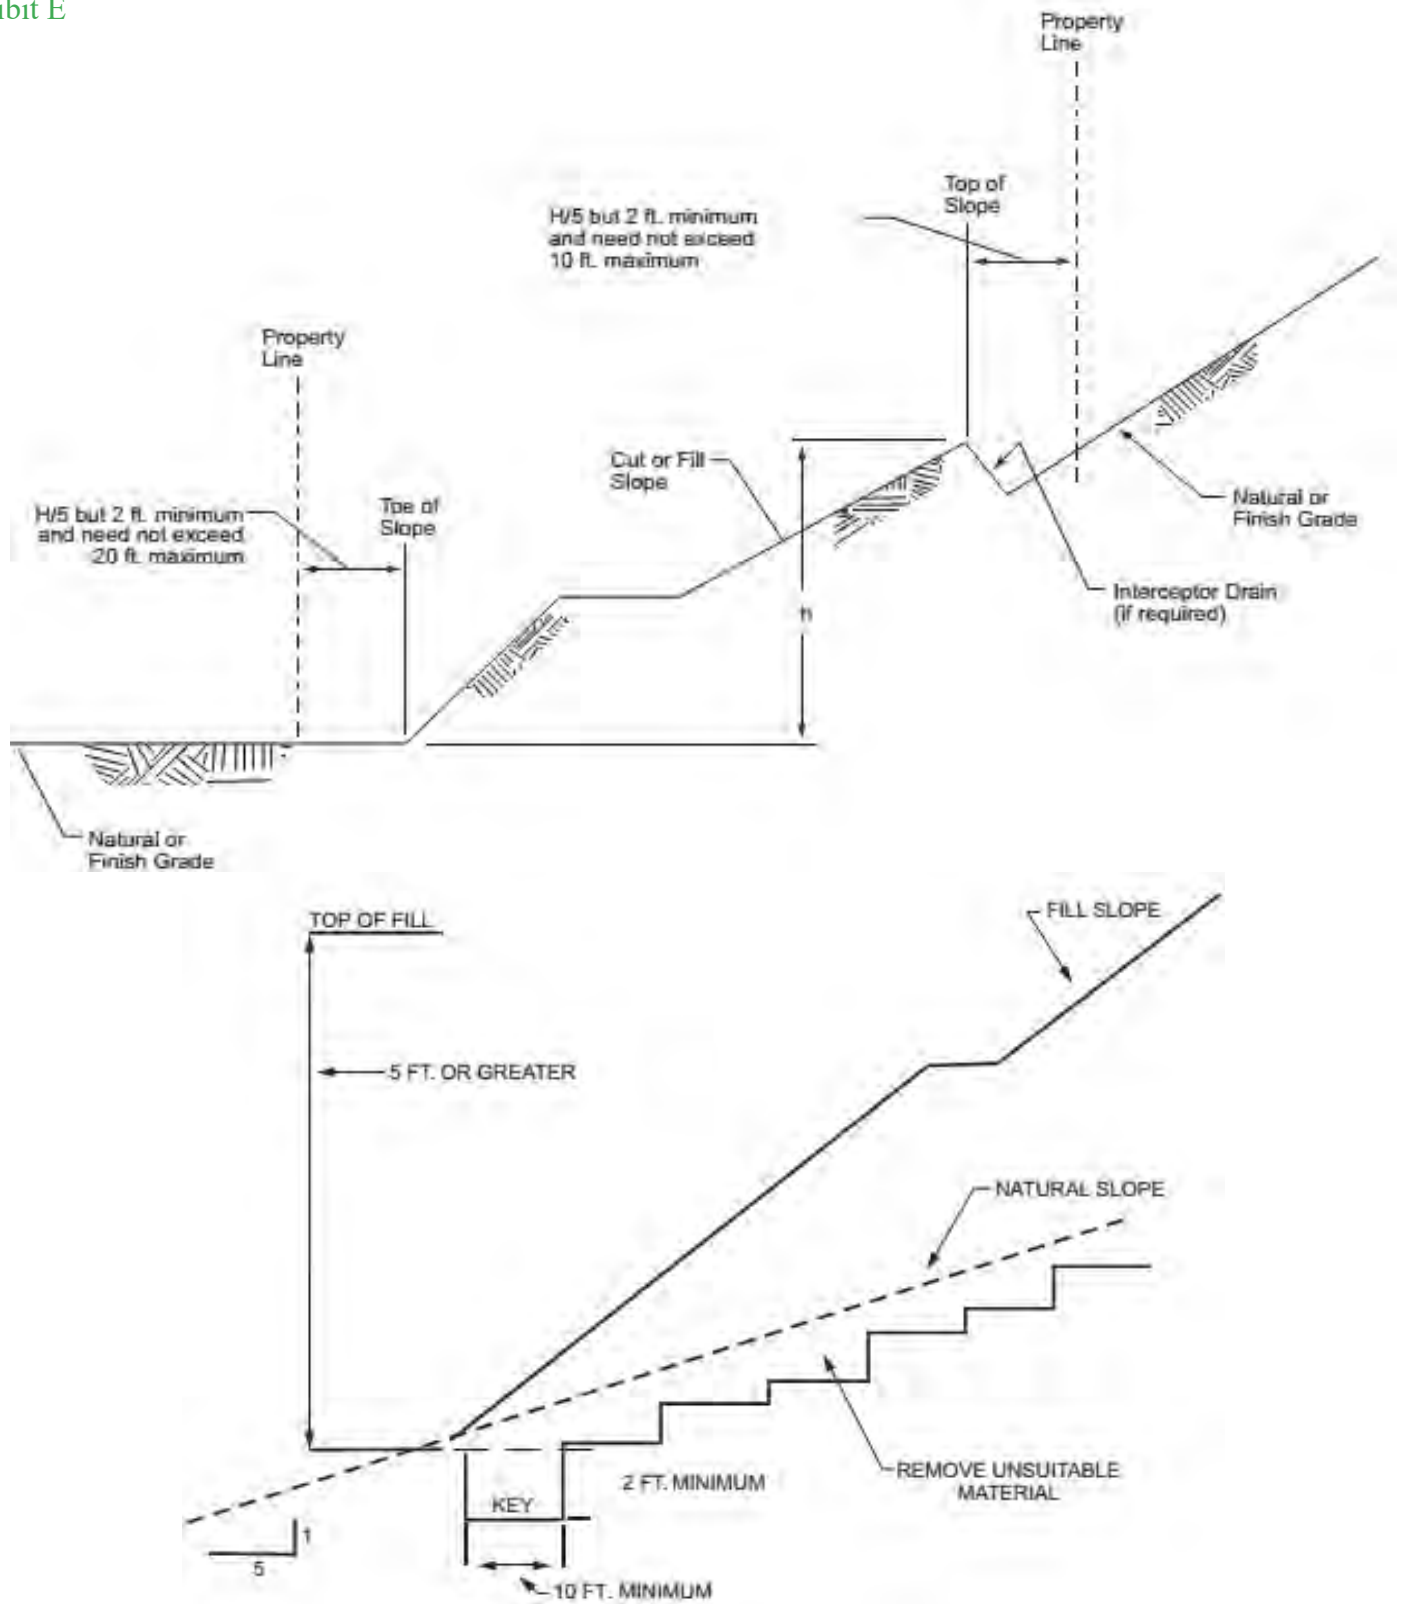 ibit E
Property
Line
Top of
Slope
H/5 but 2 ft. minimum
and need not exceed
10 ft. maximum
Property
Line
Cut or Fill
Slope
Toe of
Slope
H/5 but 2 ft. minimum
and need not exceed
20 ft. maximum
Natural or
Finish Grade
Interceptor Drain
(if required)
h
Natural or
Finish Grade
TOP OF FILL
FILL SLOPE
5 FT. OR GREATER
NATURAL SLOPE
2 FT. MINIMUM
REMOVE UNSUITABLE
MATERIAL
KEY
1
5
10 FT. MINIMUM